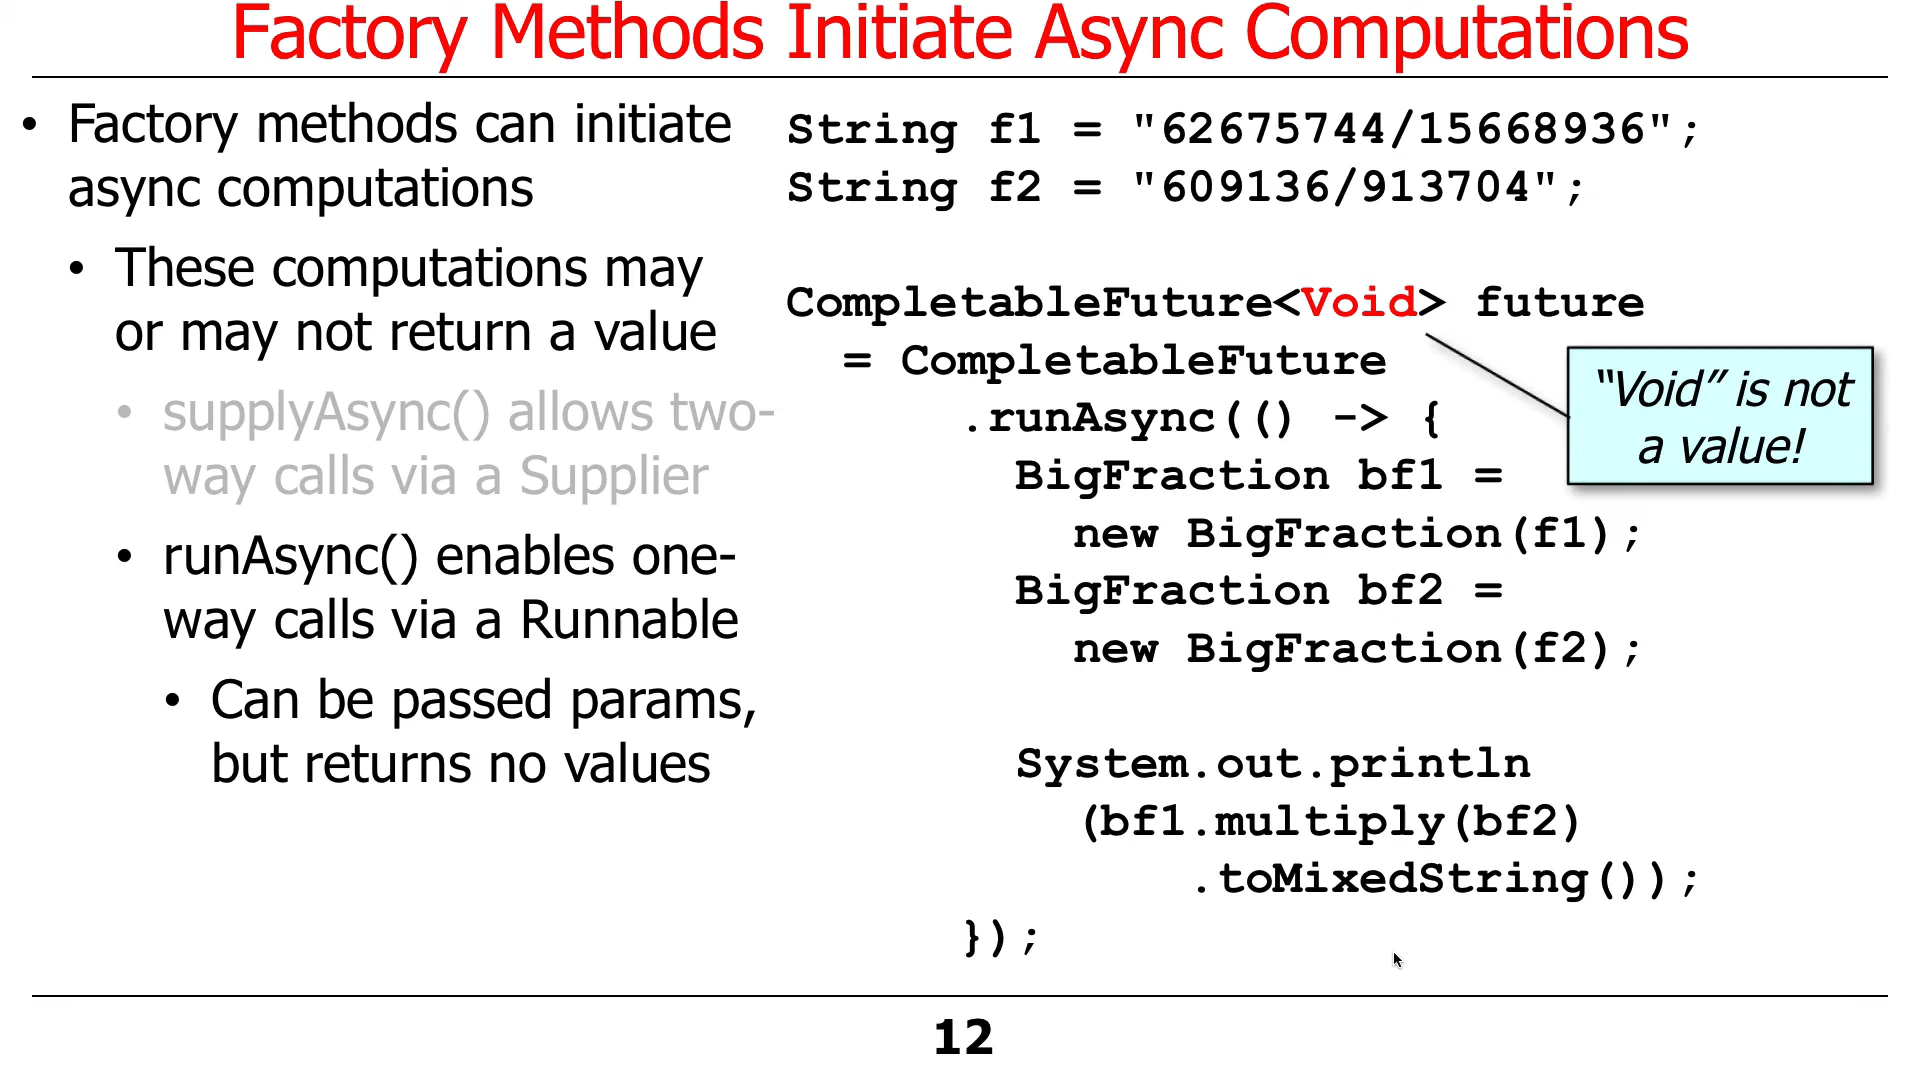 Factory Methods Initiate Async Computations
• Factory methods can initiate
async computations
• These computations may
or may not return a value
• supplyAsync() allows two-
way calls via a Supplier
• runAsync() enables one-
way calls via a Runnable
• Can be passed params,
but returns no values
String f1 = "62675744/15668936";
String f2 = "609136/913704";
CompletableFuture<Void> future
= CompletableFuture
.runAsync(() -> {
BigFraction bf1 =
new BigFraction(f1);
BigFraction bf2 =
new BigFraction(f2);
System.out.println
(bf1.multiply(bf2)
.toMixedString());
});
“Void” is not
a value!
12